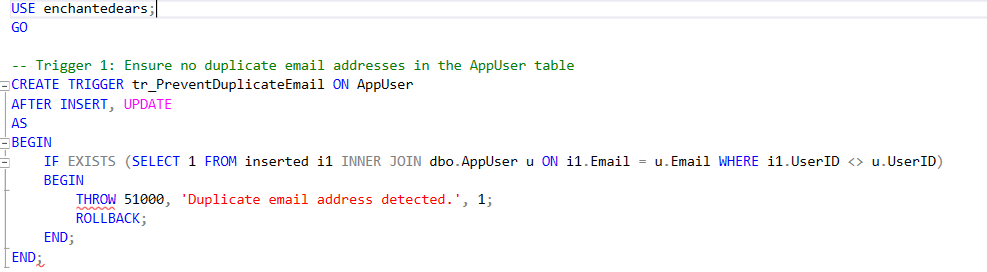 USE enchantedears;
GO
-- Trigger 1: Ensure no duplicate email addresses in the AppUser table
CREATE TRIGGER tr_PreventDuplicateEmail ON AppUser
AFTER INSERT, UPDATE
AS
BEGIN
    IF EXISTS (SELECT 1 FROM inserted i1 INNER JOIN dbo.AppUser u ON i1.Email = u.Email WHERE i1.UserID <> u.UserID)
    BEGIN
        THROW 51000, 'Duplicate email address detected.', 1;
        ROLLBACK;
    END;
END;